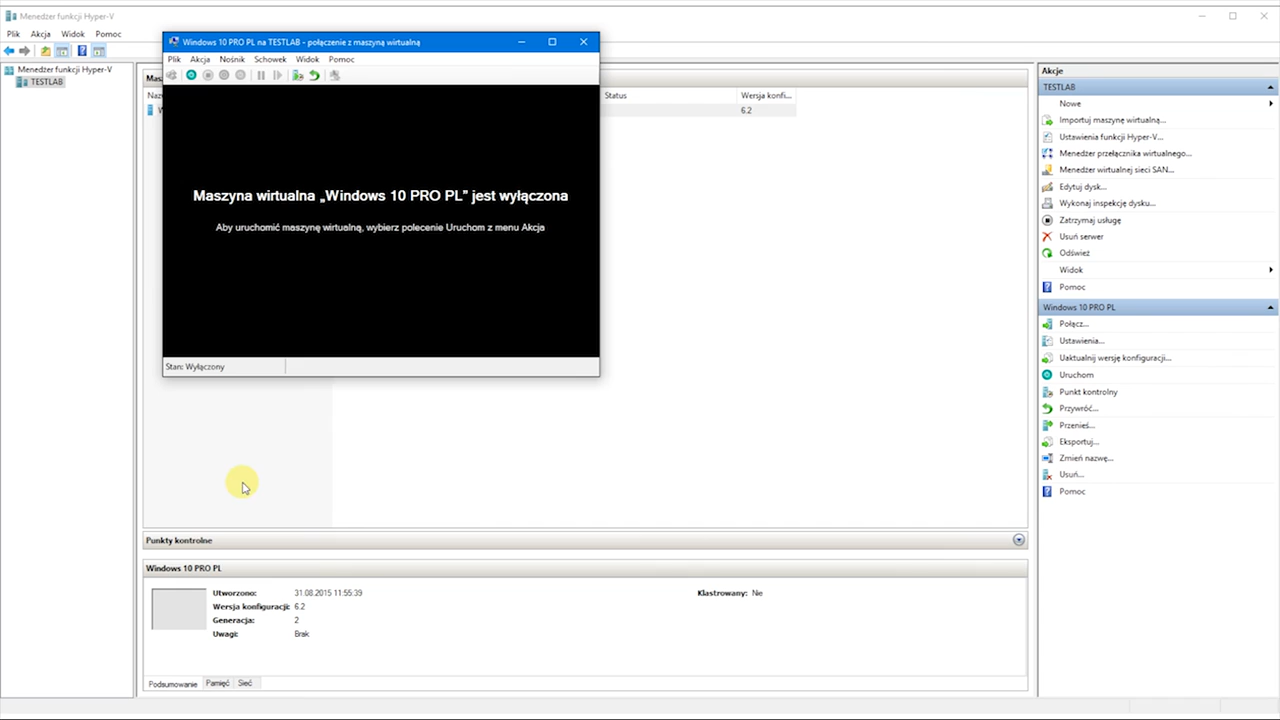 Menedżer funkcji Hyper-V
Plik Akcja Widok Pomoc
Menedżer funkcji Hyper-V
TESTLAB
Windows 10 PRO PL na TESTLAB - połączenie z maszyną wirtualną
Plik Akcja Nośnik Schowek Widok Pomoc
Maszyna wirtualna „Windows 10 PRO PL” jest wyłączona
Aby uruchomić maszynę wirtualną, wybierz polecenie Uruchom z menu Akcja
Stan: Wyłączony
Status Wersja konfi...
6.2
Punkty kontrolne
Windows 10 PRO PL
Utworzono: 31.08.2015 11:55:39 Klastrowany: Nie
Wersja konfiguracji: 6.2
Generacja: 2
Uwagi: Brak
Podsumowanie Pamięć Sieć
Akcje
TESTLAB
Nowe
Importuj maszynę wirtualną...
Ustawienia funkcji Hyper-V...
Menedżer przełącznika wirtualnego...
Menedżer wirtualnej sieci SAN...
Edytuj dysk...
Wykonaj inspekcję dysku...
Zatrzymaj usługę
Usuń serwer
Odśwież
Widok
Pomoc
Windows 10 PRO PL
Połącz...
Ustawienia...
Uaktualnij wersję konfiguracji...
Uruchom
Punkt kontrolny
Przywróć...
Przenieś...
Eksportuj...
Zmień nazwę...
Usuń...
Pomoc